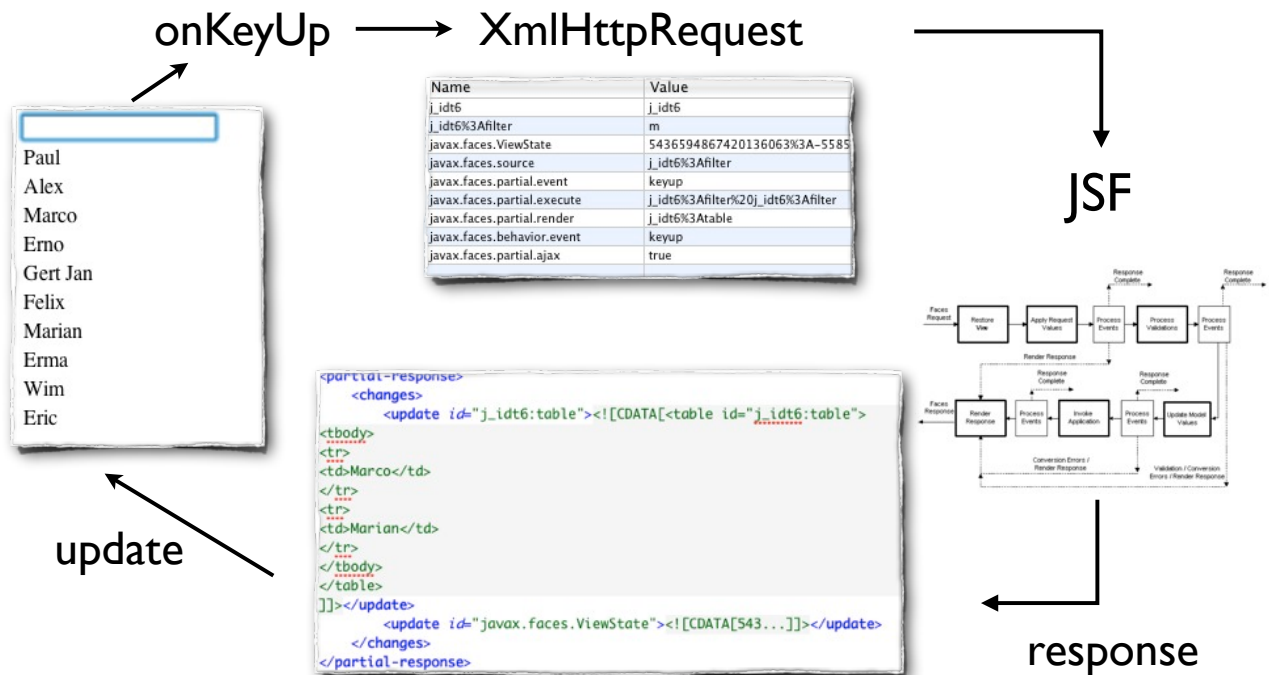 onKeyUp
XmlHttpRequest
Name Value
j_idt6 j_idt6
j_idt6%3Afilter m
javax.faces.ViewState 5436594867420136063%3A-5585
javax.faces.source j_idt6%3Afilter
javax.faces.partial.event keyup
javax.faces.partial.execute j_idt6%3Afilter%20j_idt6%3Afilter
javax.faces.partial.render j_idt6%3Atable
javax.faces.behavior.event keyup
javax.faces.partial.ajax true
Paul
Alex
Marco
Erno
Gert Jan
Felix
Marian
Erma
Wim
Eric
JSF
Response
Complete
Response
Complete
Faces
Request
Restore
View
Apply Request
Values
Process
Events
Process
Validations
Process
Events
Render Response
Response
Complete
Response
Complete
Faces
Response
Render
Response
Process
Events
Invoke
Application
Process
Events
Update Model
Values
Conversion Errors /
Render Response
Validation / Conversion
Errors / Render Response
<partial-response>
<changes>
<update id="j_idt6:table"><![CDATA[<table id="j_idt6:table">
<tbody>
<tr>
<td>Marco</td>
</tr>
<tr>
<td>Marian</td>
</tr>
</tbody>
</table>
]]></update>
<update id="javax.faces.ViewState"><![CDATA[543...]]></update>
</changes>
</partial-response>
update
response